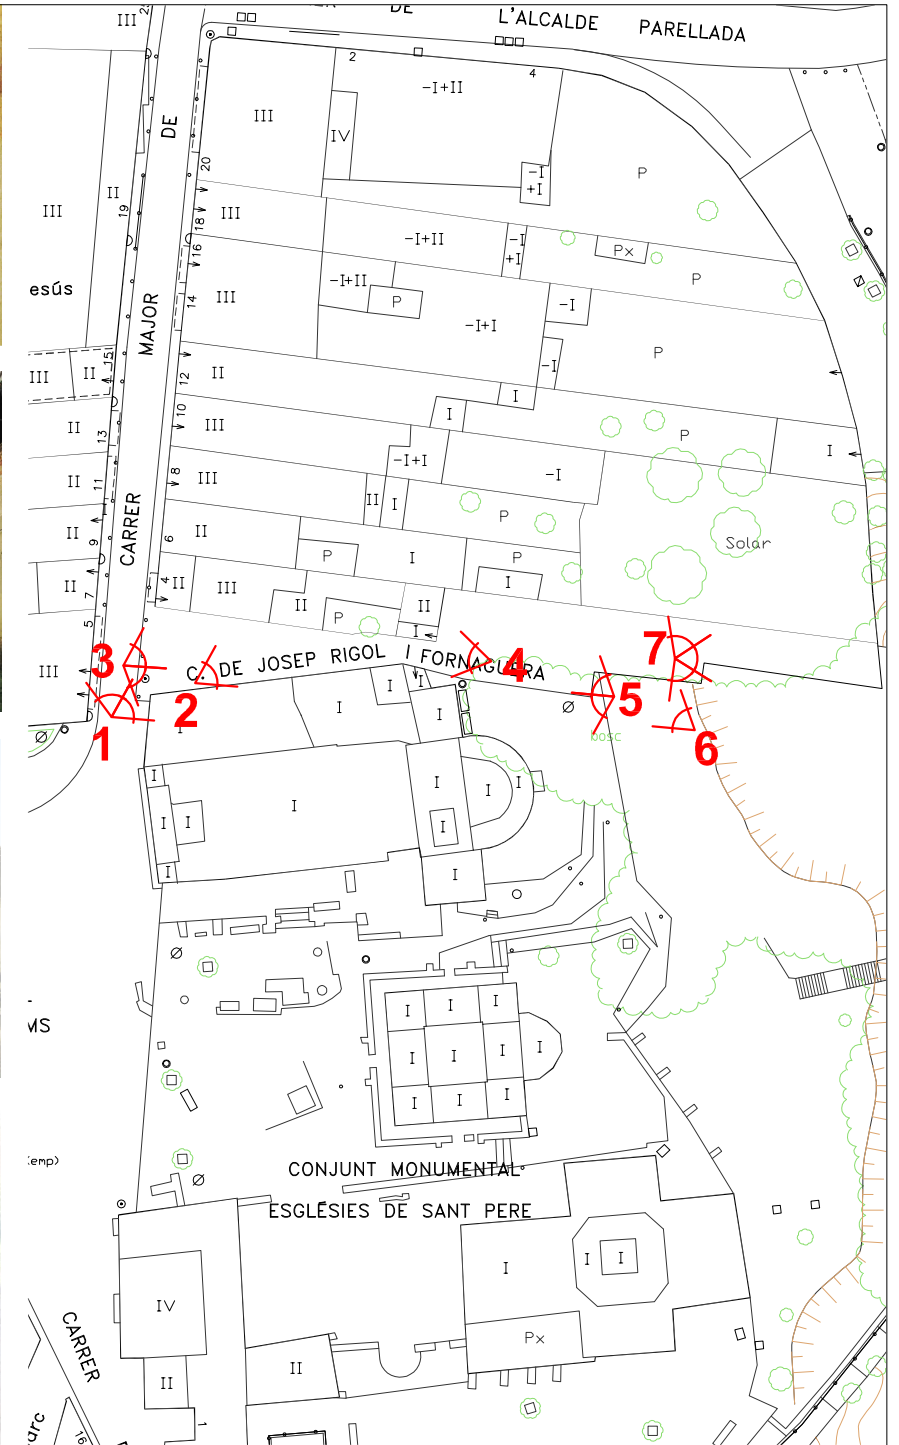 DE
L'ALCALDE PARELLADA
III
2
4
-I+II
III
DE
IV
20
-I
+I
P
II
III
19
18
III
-I+II
-I
+I
Px
16
P
esús
-I+II
P
14
III
-I
-I+I
MAJOR
P
15
III
II
12
II
-I
I
10
I
II
13
III
P
I
-I+I
8
III
-I
II
11
II
I
P
CARRER
I
9
II
6
II
Solar
P
I
P
4
II
III
I
II
7
II
II
5
P
I
7
3
III
C. DE JOSEP RIGOL I FORNAGUERA
4
I
5
2
I
I
I
1
bosc
6
I
I
I
I
I
I
I
I
I
I
I
MS
I
I
I
I
I
I
I
I
I
I
CONJUNT MONUMENTAL
ESGLÉSIES DE SANT PERE
I
I
I
IV
CARRER
Px
II
II
1
16